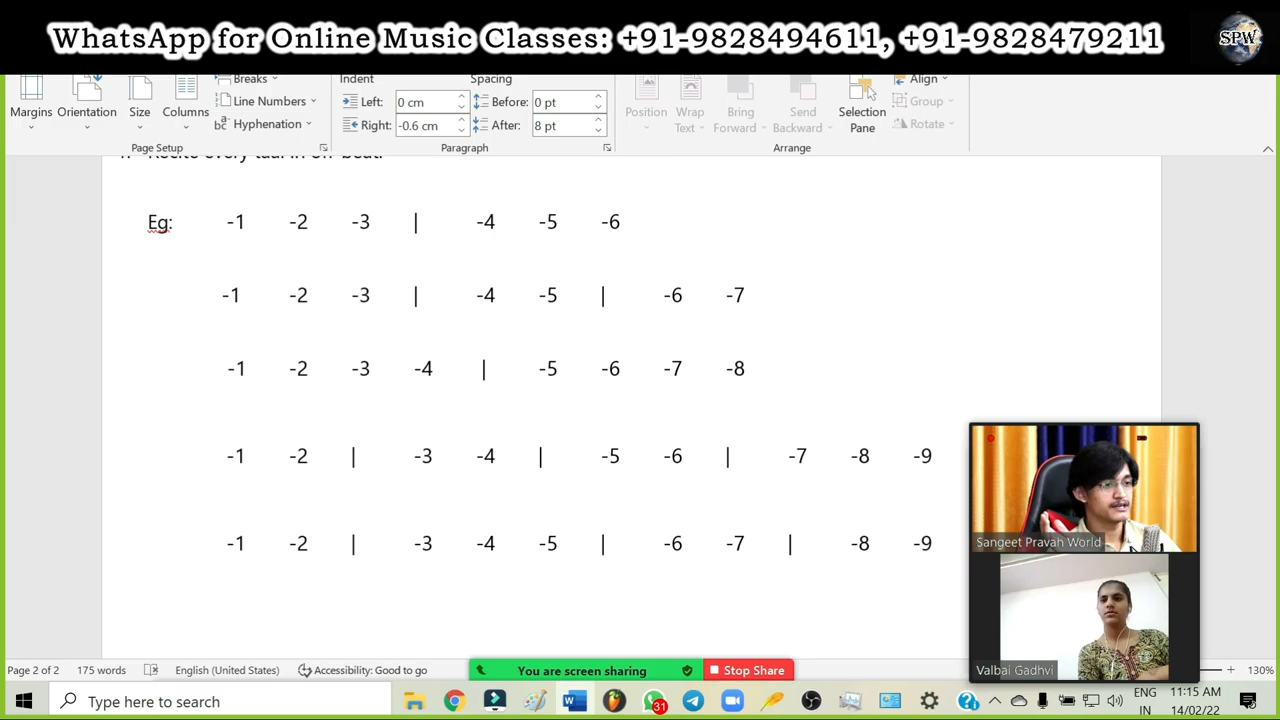 WhatsApp for Online Music Classes: +91-9828494611, +91-9828479211
SPW
Breaks Indent Spacing Align
Margins Orientation Size Columns Line Numbers Left: 0 cm Before: 0 pt Position Wrap Text Bring Forward Send Backward Selection Pane Group
Hyphenation Right: -0.6 cm After: 8 pt Rotate
Page Setup Paragraph Arrange
Recite every taal in off beat.
Eg: -1 -2 -3 | -4 -5 -6
-1 -2 -3 | -4 -5 | -6 -7
-1 -2 -3 -4 | -5 -6 -7 -8
-1 -2 | -3 -4 | -5 -6 | -7 -8 -9
-1 -2 | -3 -4 -5 | -6 -7 | -8 -9
Sangeet Pravah World
Valbai Gadhvi
Page 2 of 2 175 words English (United States) Accessibility: Good to go You are screen sharing Stop Share 130%
Type here to search 31 ENG IN 11:15 AM 14/02/22